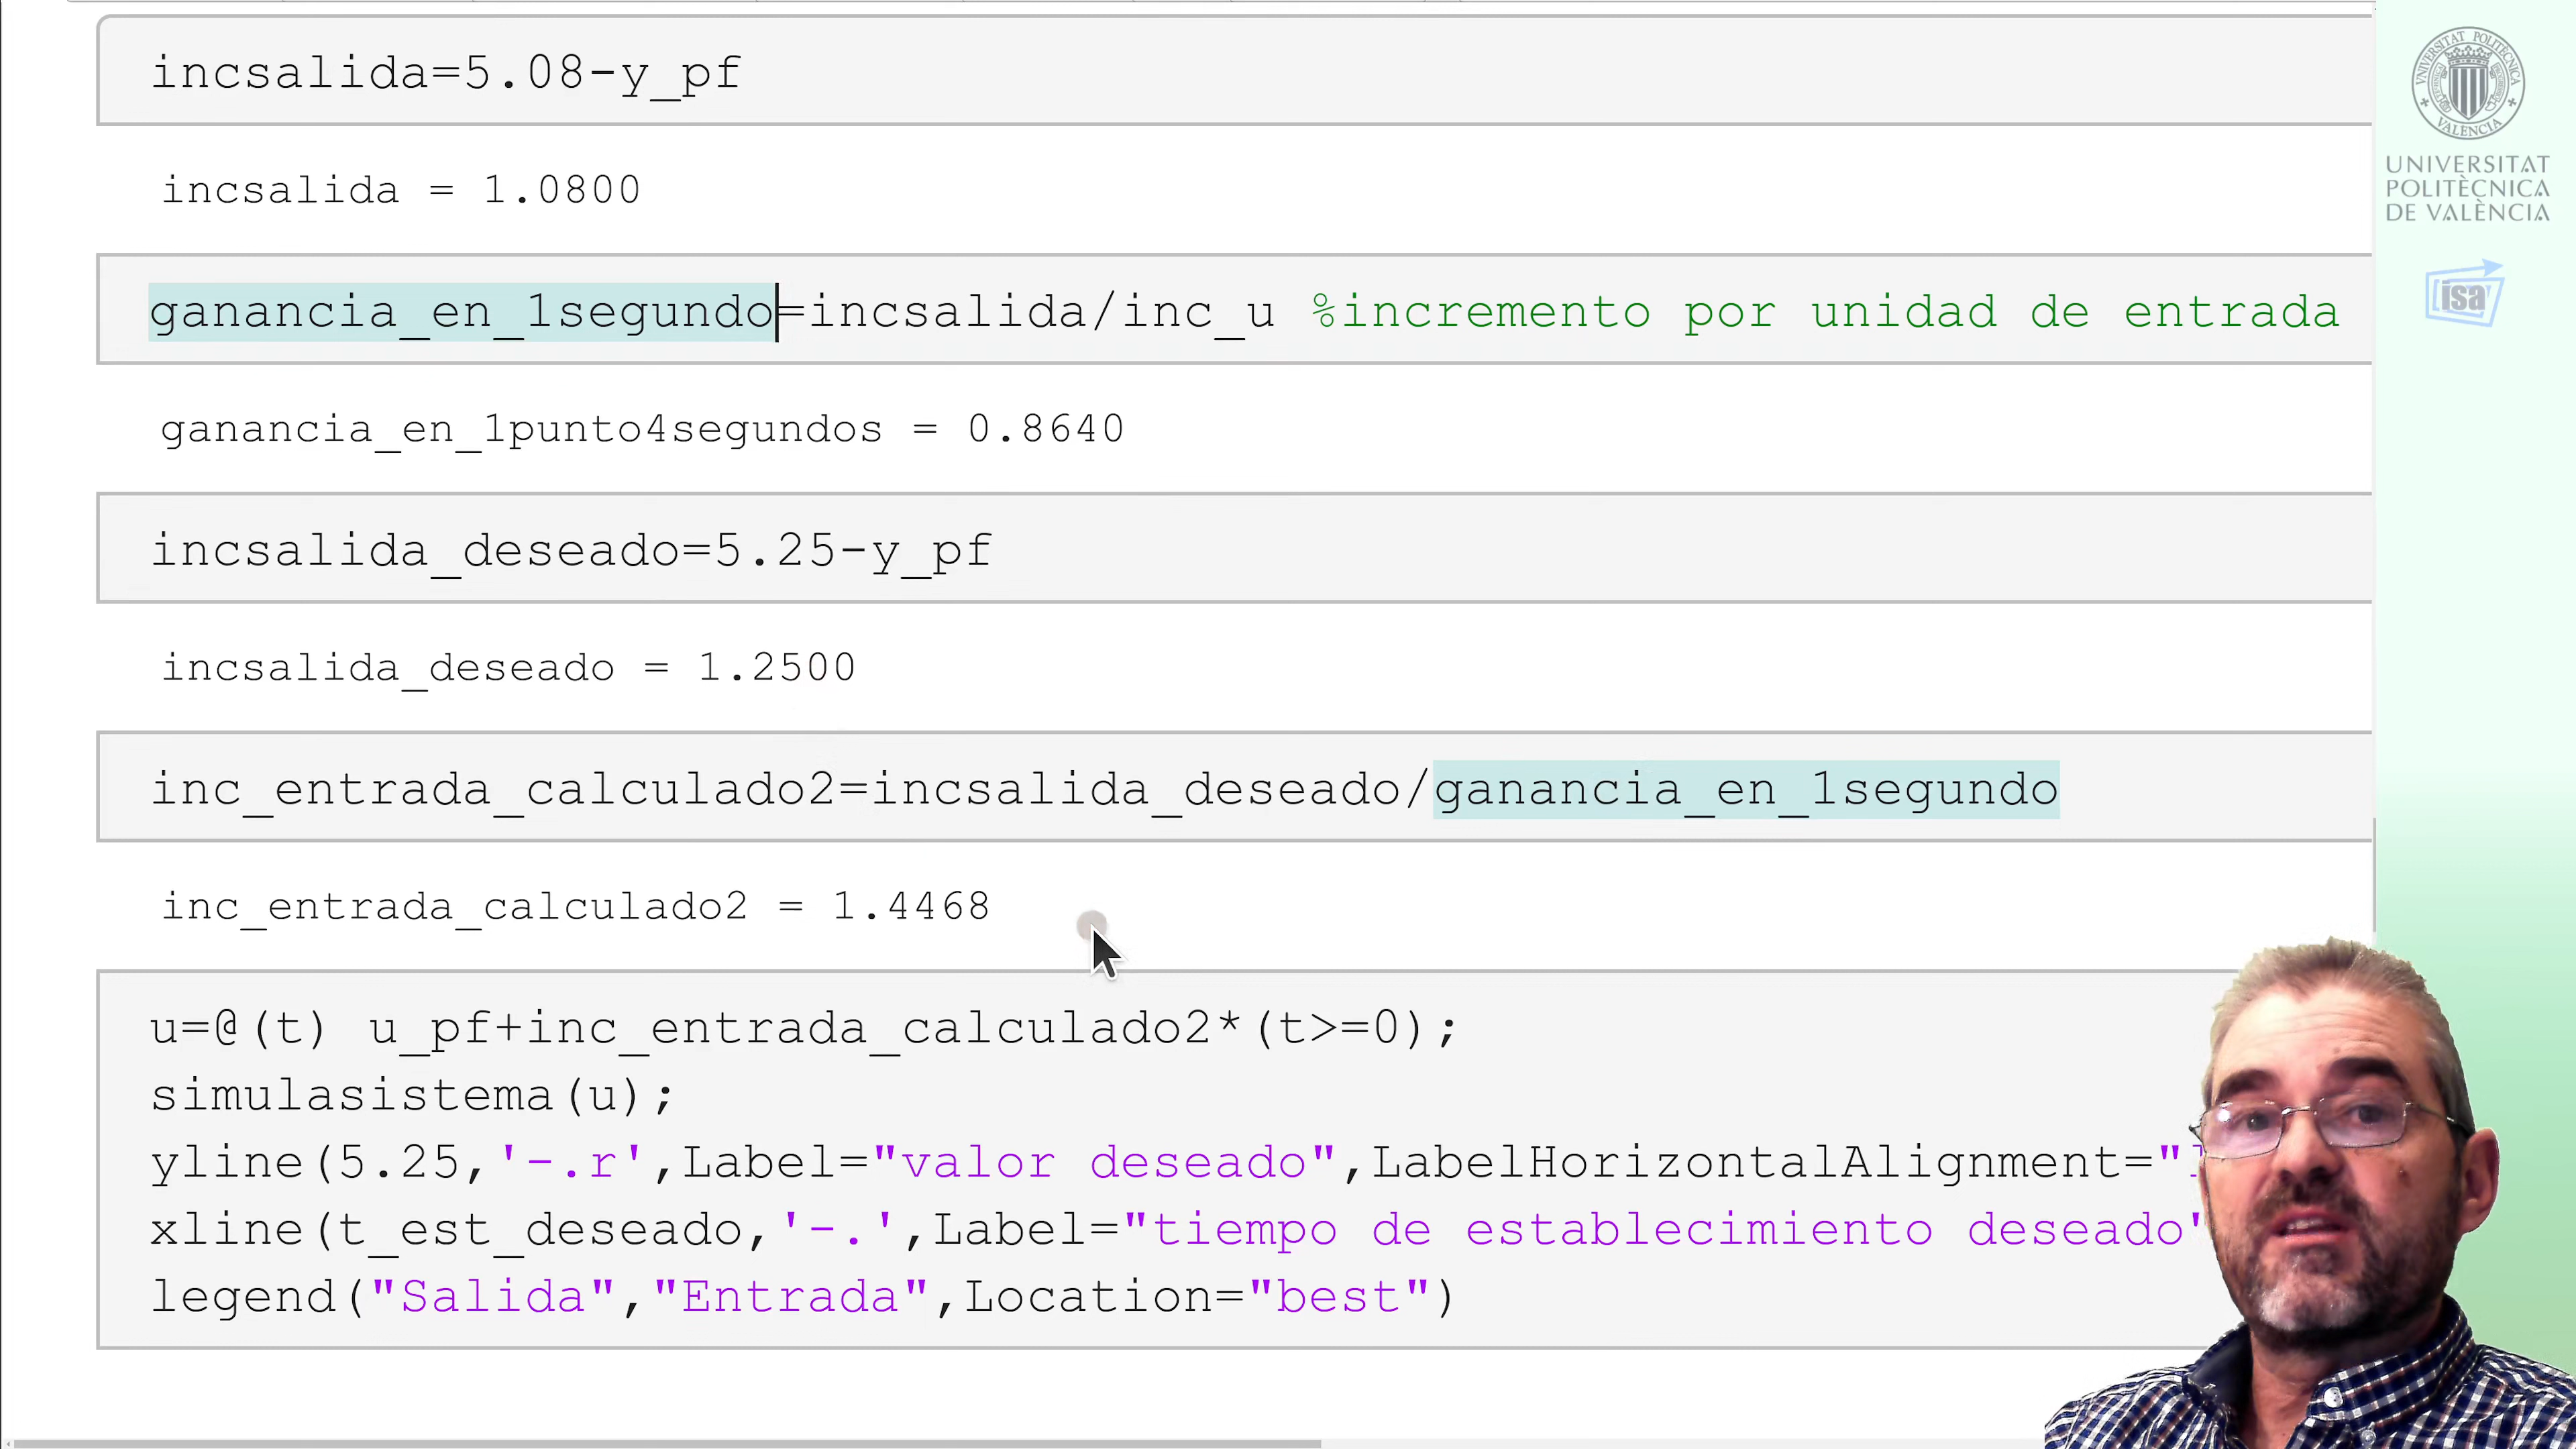 incsalida=5.08-y_pf
incsalida = 1.0800
ganancia_en_1segundo=incsalida/inc_u %incremento por unidad de entrada
ganancia_en_1punto4segundos = 0.8640
incsalida_deseado=5.25-y_pf
incsalida_deseado = 1.2500
inc_entrada_calculado2=incsalida_deseado/ganancia_en_1segundo
inc_entrada_calculado2 = 1.4468
u=@(t) u_pf+inc_entrada_calculado2*(t>=0);
simulasistema(u);
yline(5.25,'-.r',Label="valor deseado",LabelHorizontalAlignment="
xline(t_est_deseado,'-.',Label="tiempo de establecimiento deseado"
legend("Salida","Entrada",Location="best")
UNIVERSITAT
POLITÈCNICA
DE VALÈNCIA
isa